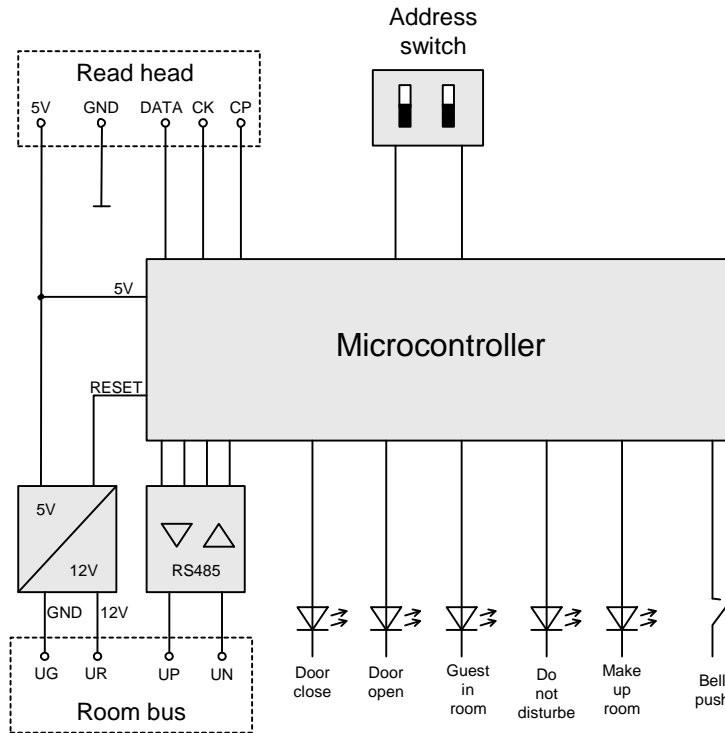 Address
switch
Read head
5V GND DATA CK CP
5V
Microcontroller
RESET
5V
12V
RS485
GND 12V
UG UR UP UN
Room bus
Door
close
Door
open
Guest
in
room
Do
not
disturbe
Make
up
room
Bell
push